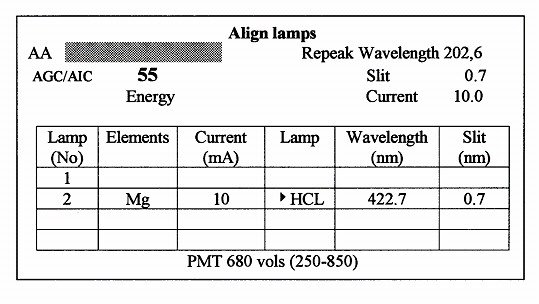 Align lamps
AA Repeak Wavelength 202,6
AGC/AIC 55 Slit 0.7
Energy Current 10.0
Lamp Elements Current Lamp Wavelength Slit
(No) (mA) (nm) (nm)
1
2 Mg 10 HCL 422.7 0.7
PMT 680 vols (250-850)